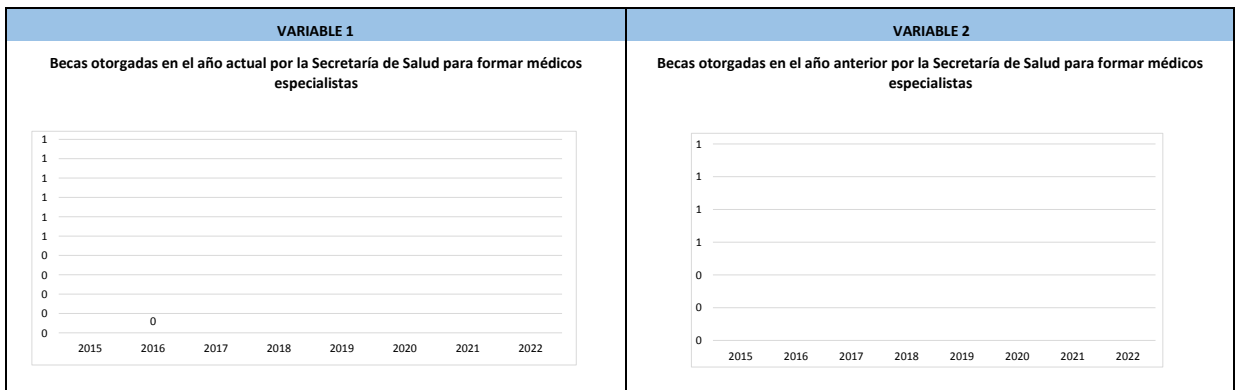 VARIABLE 1
Becas otorgadas en el año actual por la Secretaría de Salud para formar médicos
especialistas
1
1
1
1
1
1
0
0
0
0
0
0
2015 2016 2017 2018 2019 2020 2021 2022
VARIABLE 2
Becas otorgadas en el año anterior por la Secretaría de Salud para formar médicos
especialistas
1
1
1
1
0
0
0
2015 2016 2017 2018 2019 2020 2021 2022